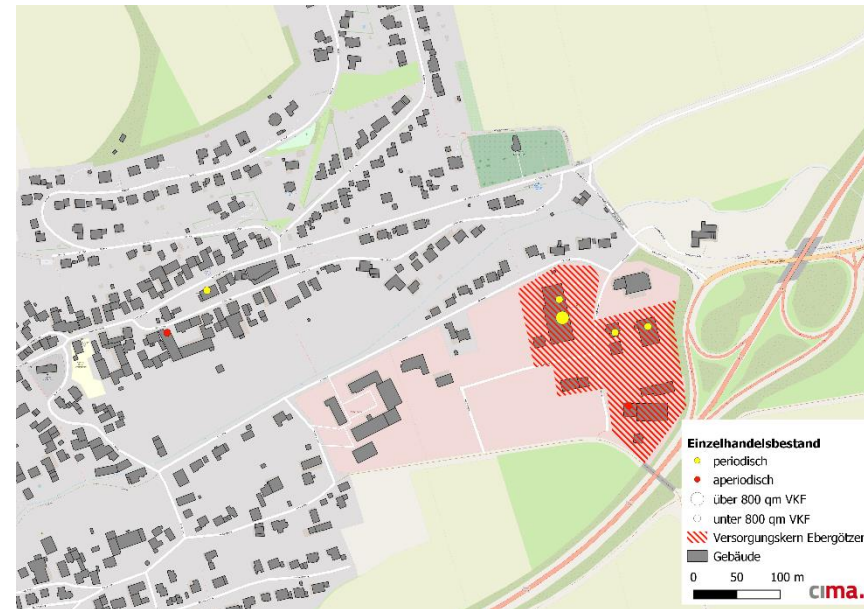 Einzelhandelsbestand
periodisch
aperiodisch
über 800 qm VKF
unter 800 qm VKF
Versorgungskern Ebergötzen
Gebäude
0 50 100 m
cima.